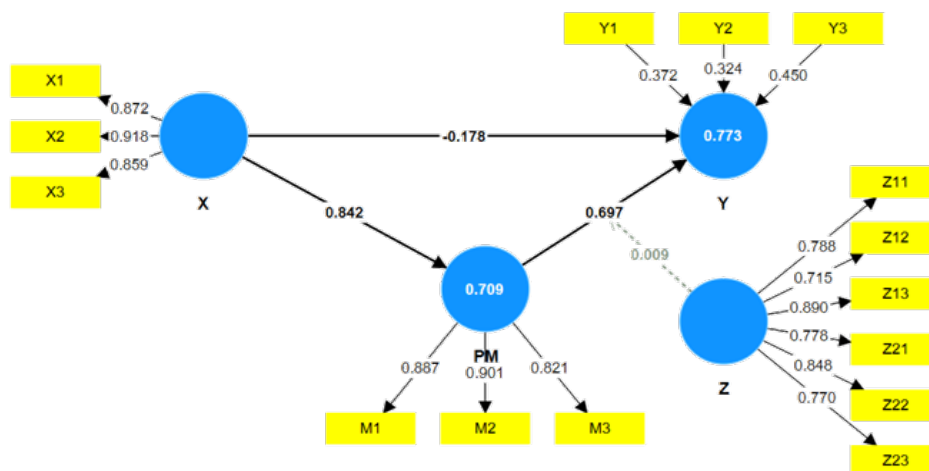 Y1
Y2
Y3
0.372
0.324
0.450
X1
X2
X3
0.872
0.918
0.859
X
-0.178
0.773
Y
0.842
0.697
0.009
0.709
PM
0.887
0.901
0.821
M1
M2
M3
Z
0.788
0.715
0.890
0.778
0.848
0.770
Z11
Z12
Z13
Z21
Z22
Z23